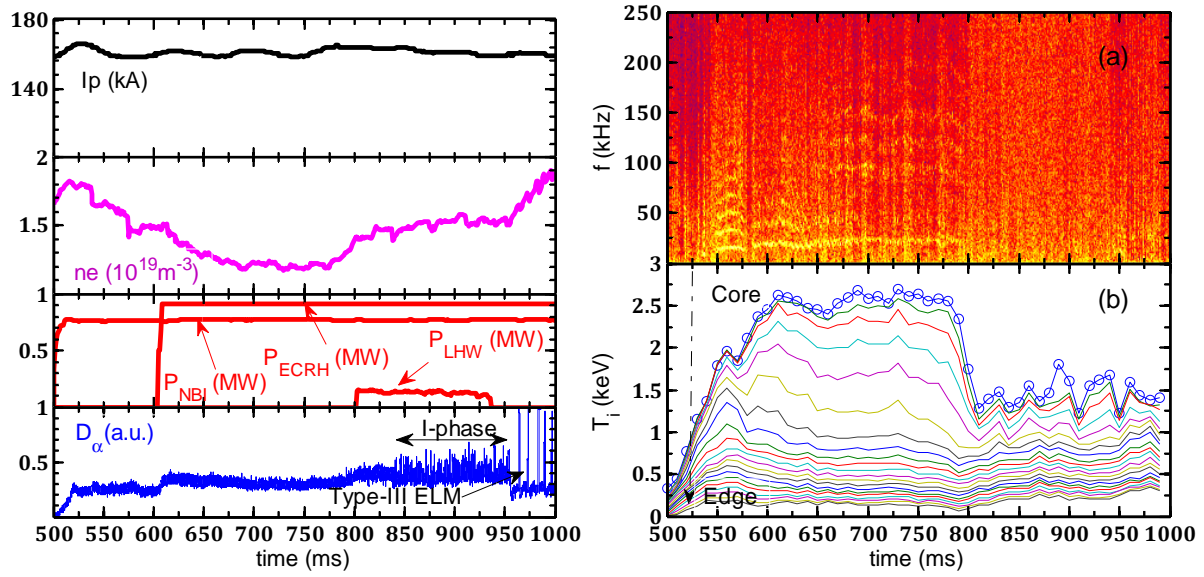 180
160
140
Ip (kA)
2
1.5
1
ne (10^19 m^-3)
1
0.5
P_NBI (MW)
P_ECRH (MW)
P_LHW (MW)
1
0.5
D_α (a.u.)
I-phase
Type-III ELM
500 550 600 650 700 750 800 850 900 950 1000
time (ms)
250
200
150
100
50
f (kHz)
(a)
3
2.5
2
1.5
1
0.5
0
T_i (keV)
Core
(b)
Edge
500 550 600 650 700 750 800 850 900 950 1000
time (ms)